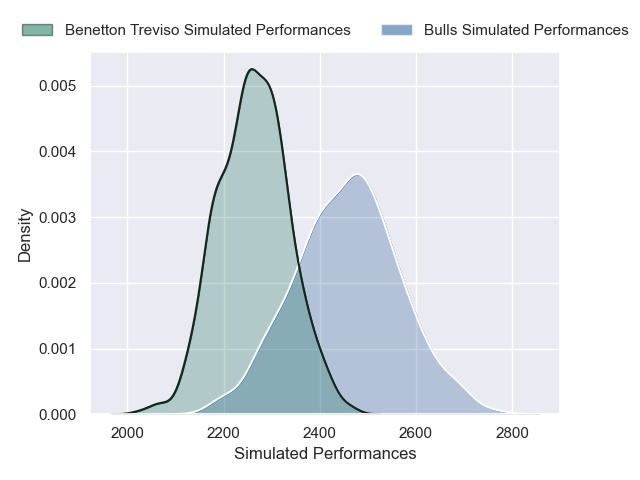 Benetton Treviso Simulated Performances Bulls Simulated Performances
0.005
0.004
0.003
0.002
0.001
0.000
Density
2000 2200 2400 2600 2800
Simulated Performances